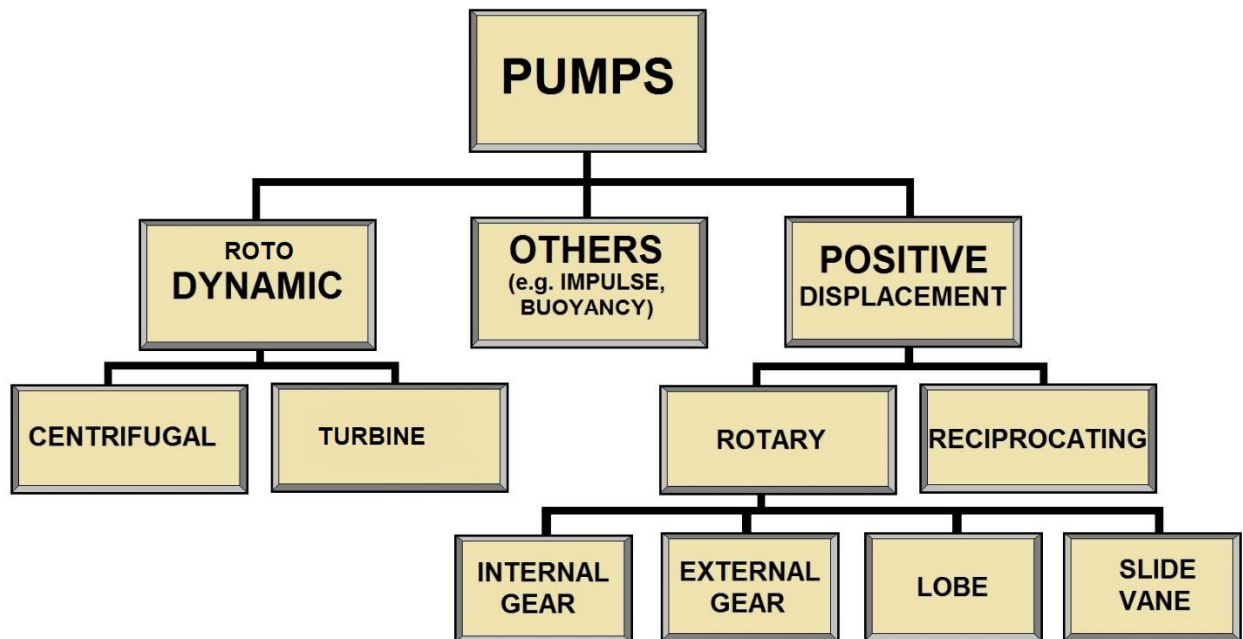 PUMPS
ROTO
DYNAMIC
OTHERS
(e.g. IMPULSE,
BUOYANCY)
POSITIVE
DISPLACEMENT
CENTRIFUGAL
TURBINE
ROTARY
RECIPROCATING
INTERNAL
GEAR
EXTERNAL
GEAR
LOBE
SLIDE
VANE